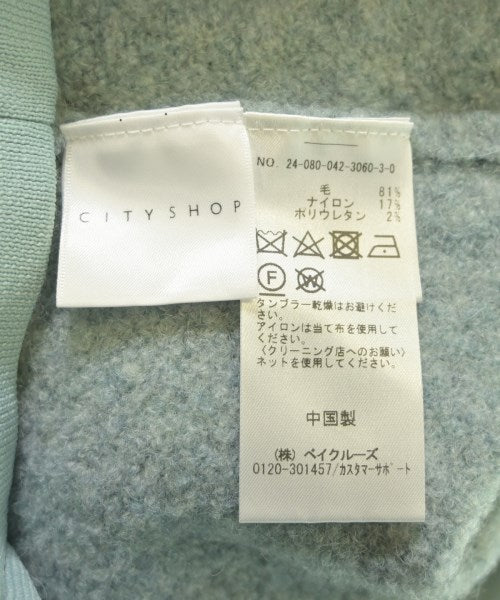 CITYSHOP
NO. 24-080-042-3060-3-0
毛 81%
ナイロン 17%
ポリウレタン 2%
F W
タンブラー乾燥はお避けくだ
さい。
アイロンは当て布を使用して
ください。
〈クリーニング店へのお願い〉
ネットを使用してください。
中国製
(株) ベイクルーズ
0120-301457/カスタマーサポート